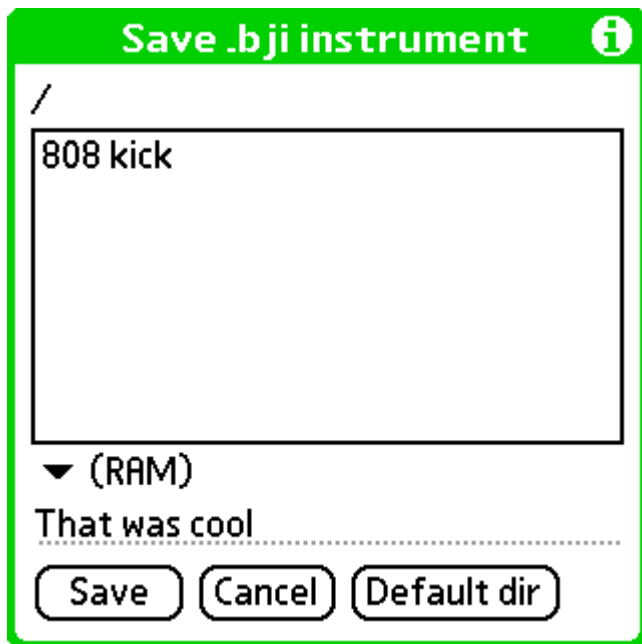 Save .bji instrument
/
808 kick
(RAM)
That was cool
Save Cancel Default dir